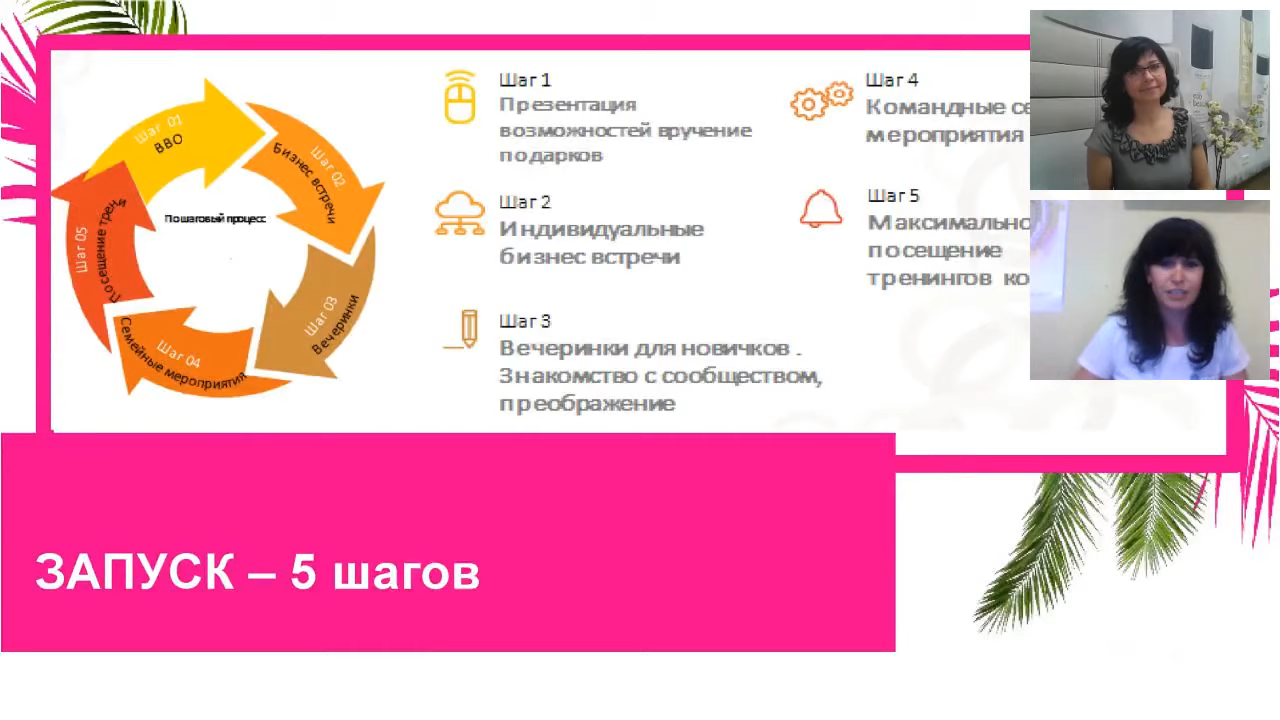 Шаг 01
ВВО
Шаг 02
Бизнес встречи
Шаг 03
Вечеринки
Шаг 04
Семейные мероприятия
Шаг 05
Посещение трен
Пошаговый процесс
Шаг 1
Презентация
возможностей вручение
подарков
Шаг 2
Индивидуальные
бизнес встречи
Шаг 3
Вечеринки для новичков .
Знакомство с сообществом,
преображение
Шаг 4
Командные се
мероприятия
Шаг 5
Максимально
посещение
тренингов ко
ЗАПУСК – 5 шагов